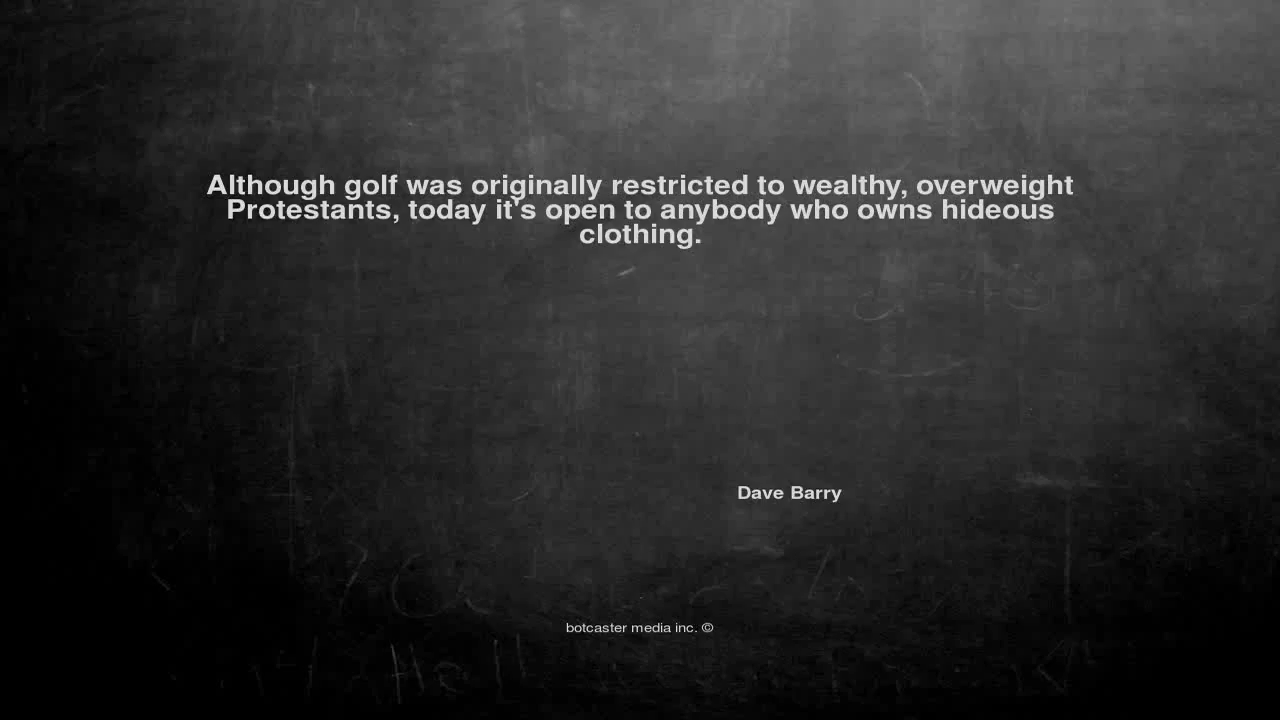 Although golf was originally restricted to wealthy, overweight
Protestants, today it's open to anybody who owns hideous
clothing.
Dave Barry
botcaster media inc. ©